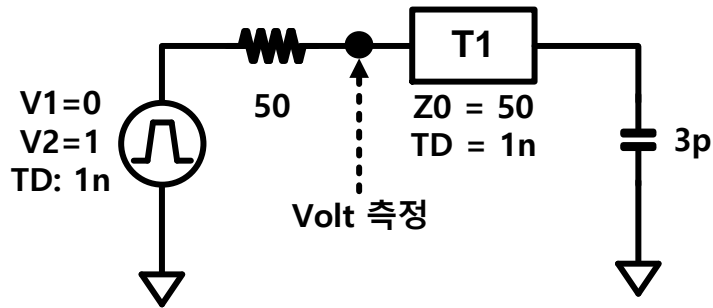 T1
V1=0
V2=1
TD: 1n
50
Z0 = 50
TD = 1n
3p
Volt 측정